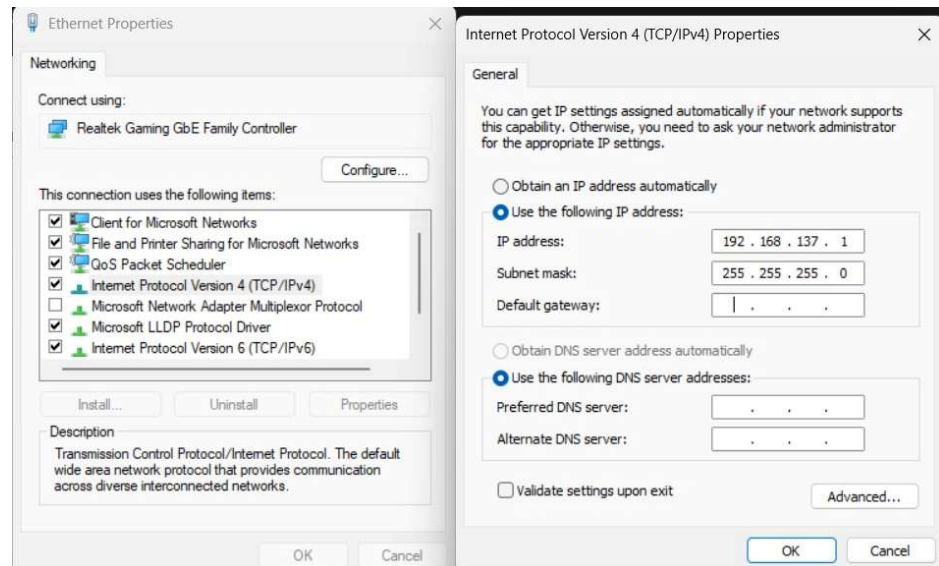 Ethernet Properties
Networking
Connect using:
Realtek Gaming GbE Family Controller
Configure...
This connection uses the following items:
Client for Microsoft Networks
File and Printer Sharing for Microsoft Networks
QoS Packet Scheduler
Internet Protocol Version 4 (TCP/IPv4)
Microsoft Network Adapter Multiplexor Protocol
Microsoft LLDP Protocol Driver
Internet Protocol Version 6 (TCP/IPv6)
Install...
Uninstall
Properties
Description
Transmission Control Protocol/Internet Protocol. The default
wide area network protocol that provides communication
across diverse interconnected networks.
OK
Cancel
Internet Protocol Version 4 (TCP/IPv4) Properties
General
You can get IP settings assigned automatically if your network supports
this capability. Otherwise, you need to ask your network administrator
for the appropriate IP settings.
Obtain an IP address automatically
Use the following IP address:
IP address: 192 . 168 . 137 . 1
Subnet mask: 255 . 255 . 255 . 0
Default gateway: . . .
Obtain DNS server address automatically
Use the following DNS server addresses:
Preferred DNS server: . . .
Alternate DNS server: . . .
Validate settings upon exit
Advanced...
OK
Cancel